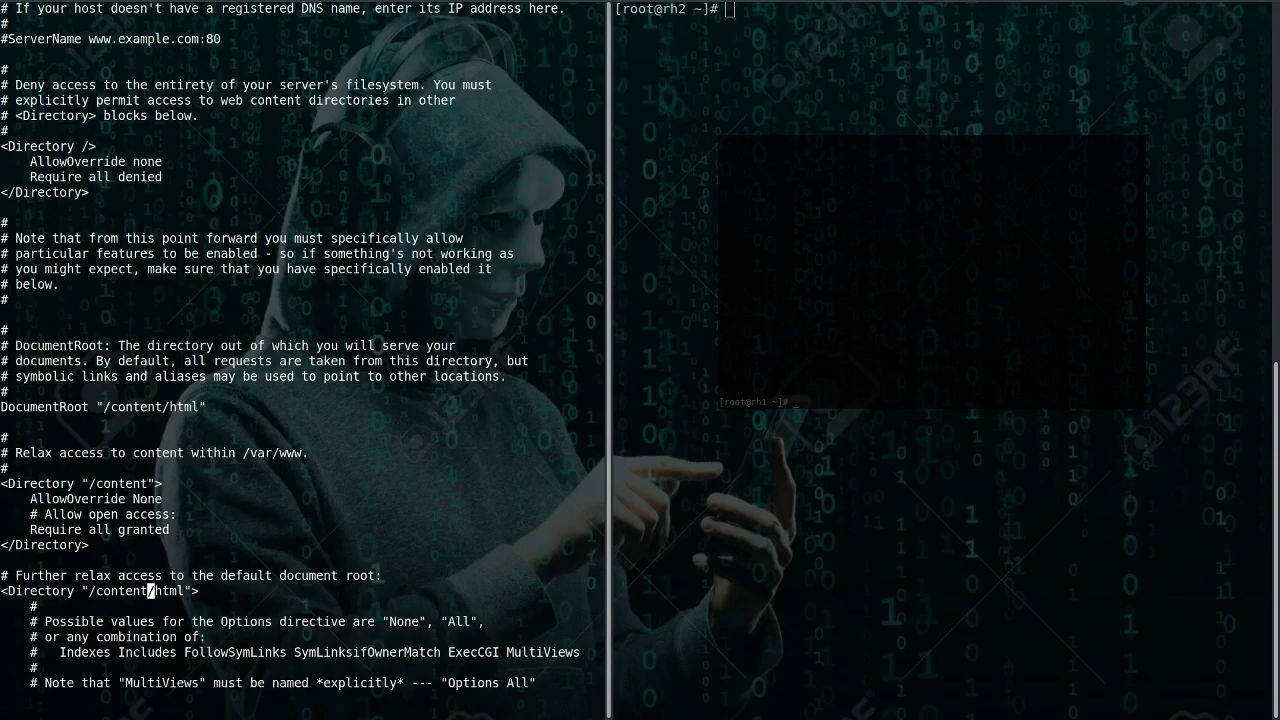 # If your host doesn't have a registered DNS name, enter its IP address here.
#
#ServerName www.example.com:80
#
# Deny access to the entirety of your server's filesystem. You must
# explicitly permit access to web content directories in other
# <Directory> blocks below.
#
<Directory />
    AllowOverride none
    Require all denied
</Directory>
#
# Note that from this point forward you must specifically allow
# particular features to be enabled - so if something's not working as
# you might expect, make sure that you have specifically enabled it
# below.
#
#
# DocumentRoot: The directory out of which you will serve your
# documents. By default, all requests are taken from this directory, but
# symbolic links and aliases may be used to point to other locations.
#
DocumentRoot "/content/html"
#
# Relax access to content within /var/www.
#
<Directory "/content">
    AllowOverride None
    # Allow open access:
    Require all granted
</Directory>
# Further relax access to the default document root:
<Directory "/content/html">
    #
    # Possible values for the Options directive are "None", "All",
    # or any combination of:
    #   Indexes Includes FollowSymLinks SymLinksifOwnerMatch ExecCGI MultiViews
    #
    # Note that "MultiViews" must be named *explicitly* --- "Options All"
[root@rh2 ~]#
[root@rh1 ~]# _
123RF